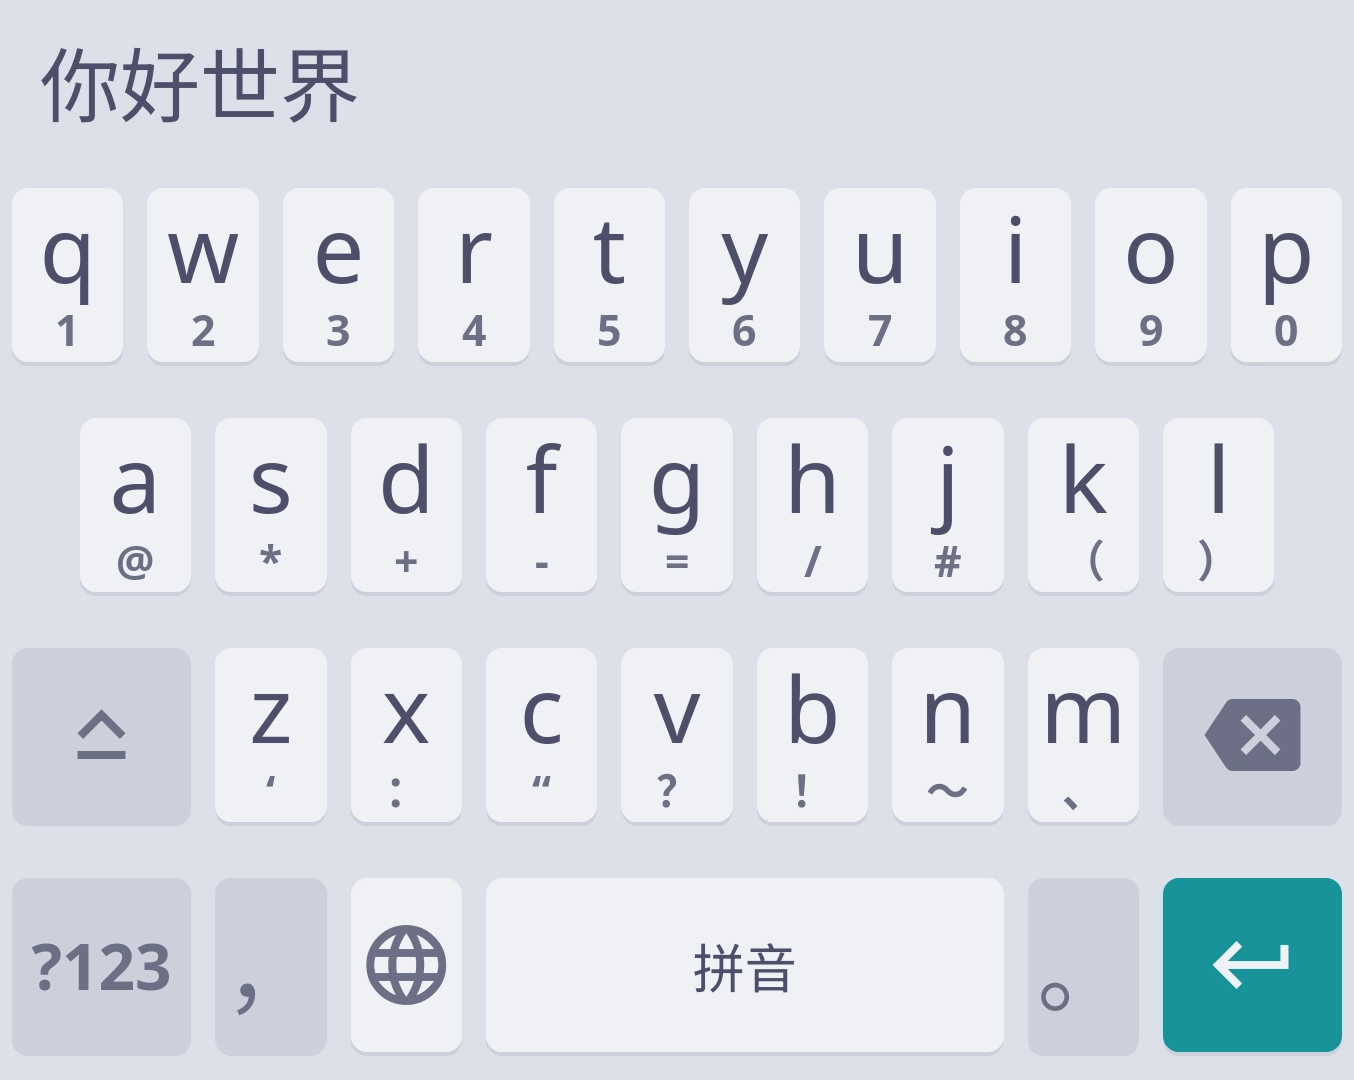 你好世界
q w e r t y u i o p
1 2 3 4 5 6 7 8 9 0
a s d f g h j k l
@ * + - = / # （ ）
z x c v b n m
‘ ： “ ？ ！ ～ 、
?123 ， 拼音 。